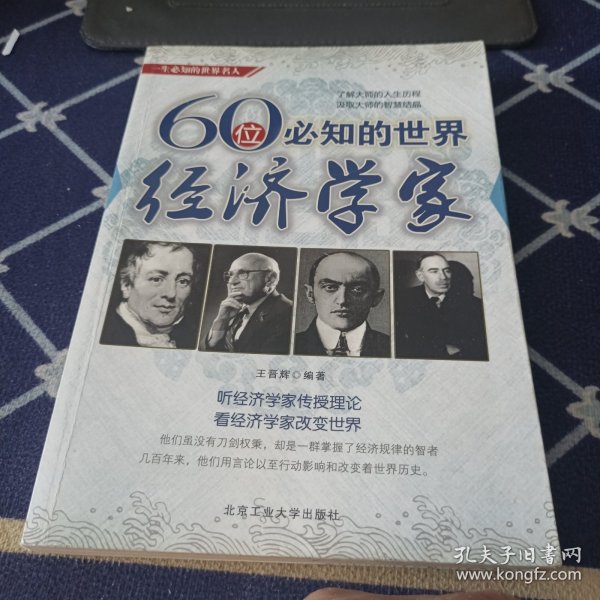 一生必知的世界名人
了解大师的人生历程
汲取大师的智慧结晶
60位必知的世界
经济学家
王晋辉◎编著
听经济学家传授理论
看经济学家改变世界
他们虽没有刀剑权秉，却是一群掌握了经济规律的智者
几百年来，他们用言论以至行动影响和改变着世界历史。
北京工业大学出版社
孔夫子旧书网
www.kongfz.com